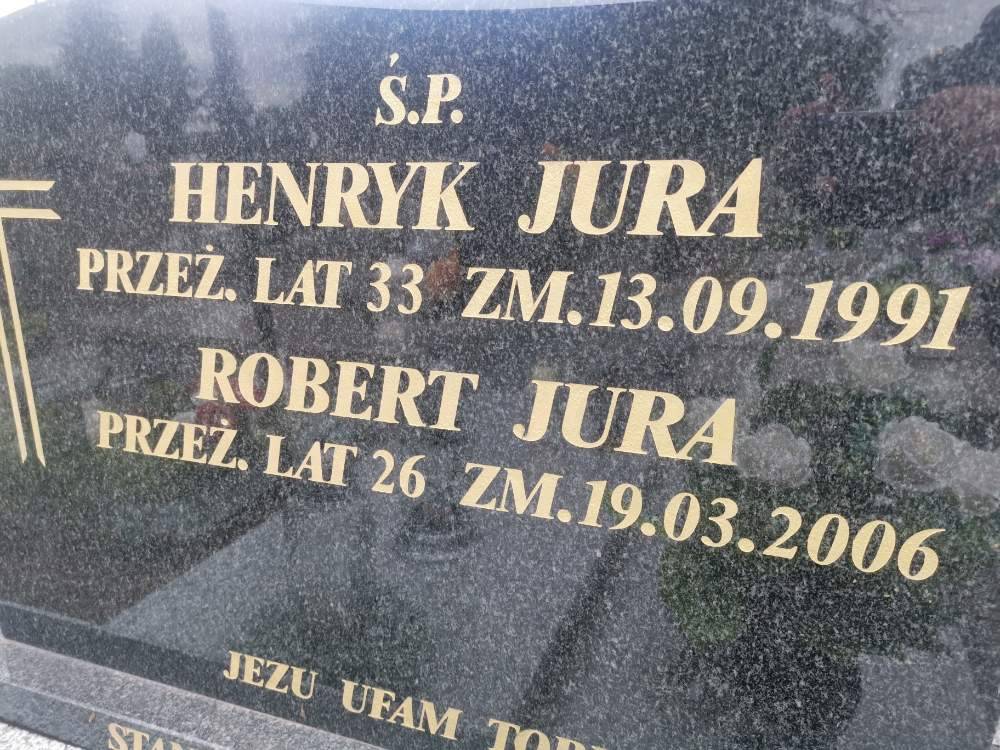 Ś.P.
HENRYK JURA
PRZEŻ. LAT 33 ZM.13.09.1991
ROBERT JURA
PRZEŻ. LAT 26 ZM.19.03.2006
JEZU UFAM